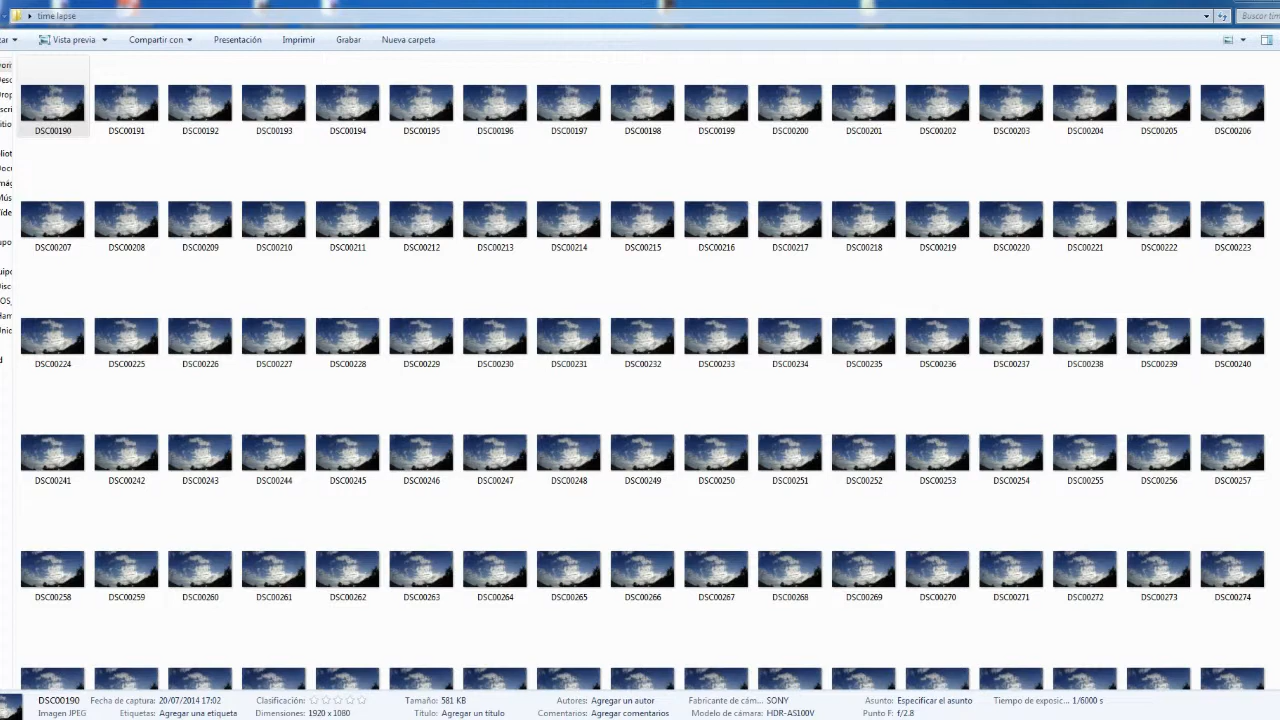 time lapse
Buscar tim
zar
Vista previa
Compartir con
Presentación
Imprimir
Grabar
Nueva carpeta
DSC00190 DSC00191 DSC00192 DSC00193 DSC00194 DSC00195 DSC00196 DSC00197 DSC00198 DSC00199 DSC00200 DSC00201 DSC00202 DSC00203 DSC00204 DSC00205 DSC00206
DSC00207 DSC00208 DSC00209 DSC00210 DSC00211 DSC00212 DSC00213 DSC00214 DSC00215 DSC00216 DSC00217 DSC00218 DSC00219 DSC00220 DSC00221 DSC00222 DSC00223
DSC00224 DSC00225 DSC00226 DSC00227 DSC00228 DSC00229 DSC00230 DSC00231 DSC00232 DSC00233 DSC00234 DSC00235 DSC00236 DSC00237 DSC00238 DSC00239 DSC00240
DSC00241 DSC00242 DSC00243 DSC00244 DSC00245 DSC00246 DSC00247 DSC00248 DSC00249 DSC00250 DSC00251 DSC00252 DSC00253 DSC00254 DSC00255 DSC00256 DSC00257
DSC00258 DSC00259 DSC00260 DSC00261 DSC00262 DSC00263 DSC00264 DSC00265 DSC00266 DSC00267 DSC00268 DSC00269 DSC00270 DSC00271 DSC00272 DSC00273 DSC00274
DSC00190 Fecha de captura: 20/07/2014 17:02 Clasificación: Tamaño: 581 KB Autores: Agregar un autor Fabricante de cám... SONY Asunto: Especificar el asunto Tiempo de exposic... 1/6000 s
Imagen JPEG Etiquetas: Agregar una etiqueta Dimensiones: 1920 x 1080 Título: Agregar un título Comentarios: Agregar comentarios Modelo de cámara: HDR-AS100V Punto F: f/2.8